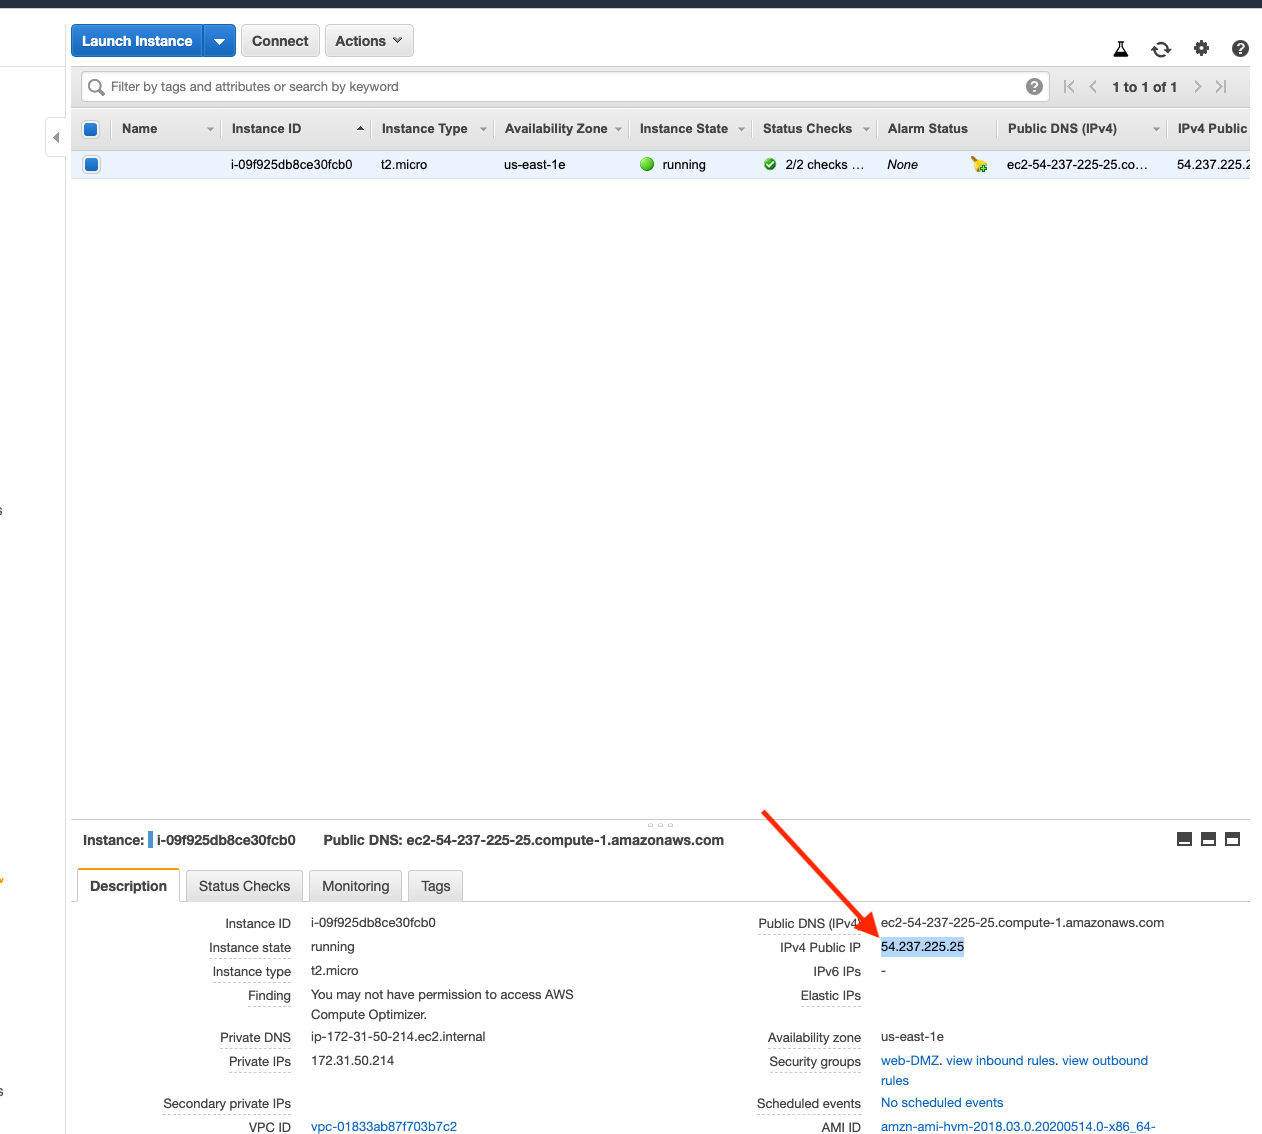 Launch Instance Connect Actions
Filter by tags and attributes or search by keyword 1 to 1 of 1
Name Instance ID Instance Type Availability Zone Instance State Status Checks Alarm Status Public DNS (IPv4) IPv4 Public
i-09f925db8ce30fcb0 t2.micro us-east-1e running 2/2 checks ... None ec2-54-237-225-25.co... 54.237.225.2
Instance: i-09f925db8ce30fcb0 Public DNS: ec2-54-237-225-25.compute-1.amazonaws.com
Description Status Checks Monitoring Tags
Instance ID i-09f925db8ce30fcb0 Public DNS (IPv4) ec2-54-237-225-25.compute-1.amazonaws.com
Instance state running IPv4 Public IP 54.237.225.25
Instance type t2.micro IPv6 IPs -
Finding You may not have permission to access AWS Compute Optimizer. Elastic IPs
Private DNS ip-172-31-50-214.ec2.internal Availability zone us-east-1e
Private IPs 172.31.50.214 Security groups web-DMZ. view inbound rules. view outbound rules
Secondary private IPs Scheduled events No scheduled events
VPC ID vpc-01833ab87f703b7c2 AMI ID amzn-ami-hvm-2018.03.0.20200514.0-x86_64-